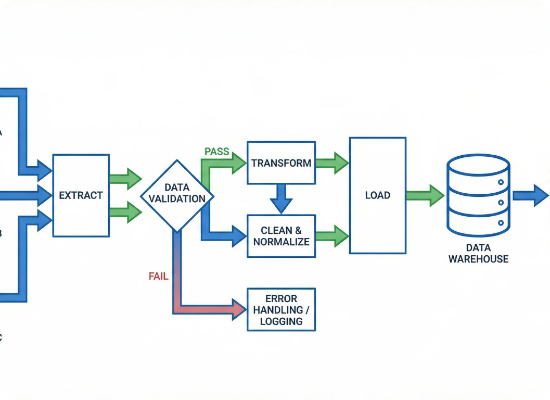 EXTRACT
DATA
VALIDATION
PASS
FAIL
TRANSFORM
CLEAN &
NORMALIZE
ERROR
HANDLING /
LOGGING
LOAD
DATA
WAREHOUSE